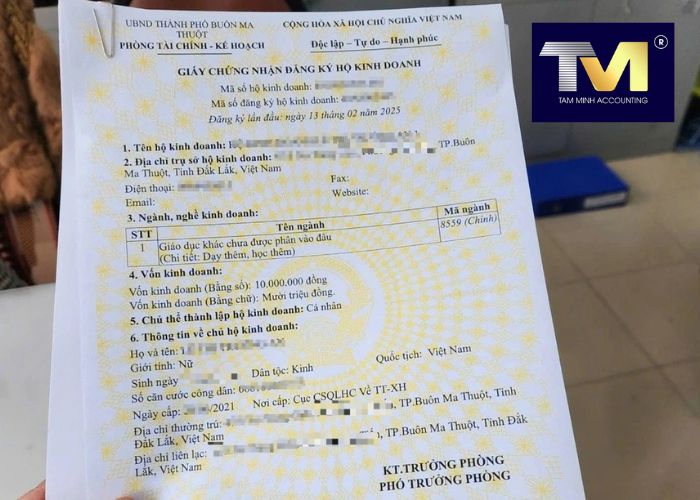 UBND THÀNH PHỐ BUÔN MA
THUỘT
PHÒNG TÀI CHÍNH - KẾ HOẠCH
CỘNG HÒA XÃ HỘI CHỦ NGHĨA VIỆT NAM
Độc lập – Tự do – Hạnh phúc
TM
®
TAM MINH ACCOUNTING
GIẤY CHỨNG NHẬN ĐĂNG KÝ HỘ KINH DOANH
Mã số hộ kinh doanh:
Mã số đăng ký hộ kinh doanh:
Đăng ký lần đầu: ngày 13 tháng 02 năm 2025
1. Tên hộ kinh doanh:
2. Địa chỉ trụ sở hộ kinh doanh: TP.Buôn
Ma Thuột, Tỉnh Đắk Lắk, Việt Nam
Điện thoại: Fax:
Email: Website:
3. Ngành, nghề kinh doanh:
STT Tên ngành Mã ngành
1 Giáo dục khác chưa được phân vào đâu 8559 (Chính)
(Chi tiết: Dạy thêm, học thêm)
4. Vốn kinh doanh:
Vốn kinh doanh (Bằng số): 10.000.000 đồng
Vốn kinh doanh (Bằng chữ): Mười triệu đồng.
5. Chủ thể thành lập hộ kinh doanh: Cá nhân
6. Thông tin về chủ hộ kinh doanh:
Họ và tên:
Giới tính: Nữ
Sinh ngày Dân tộc: Kinh Quốc tịch: Việt Nam
Số căn cước công dân:
Ngày cấp: /2021 Nơi cấp: Cục CSQLHC Về TT-XH
Địa chỉ thường trú: , TP.Buôn Ma Thuột, Tỉnh
Đắk Lắk, Việt Nam
Địa chỉ liên lạc: , TP.Buôn Ma Thuột, Tỉnh Đắk
Lắk, Việt Nam
KT.TRƯỞNG PHÒNG
PHÓ TRƯỞNG PHÒNG